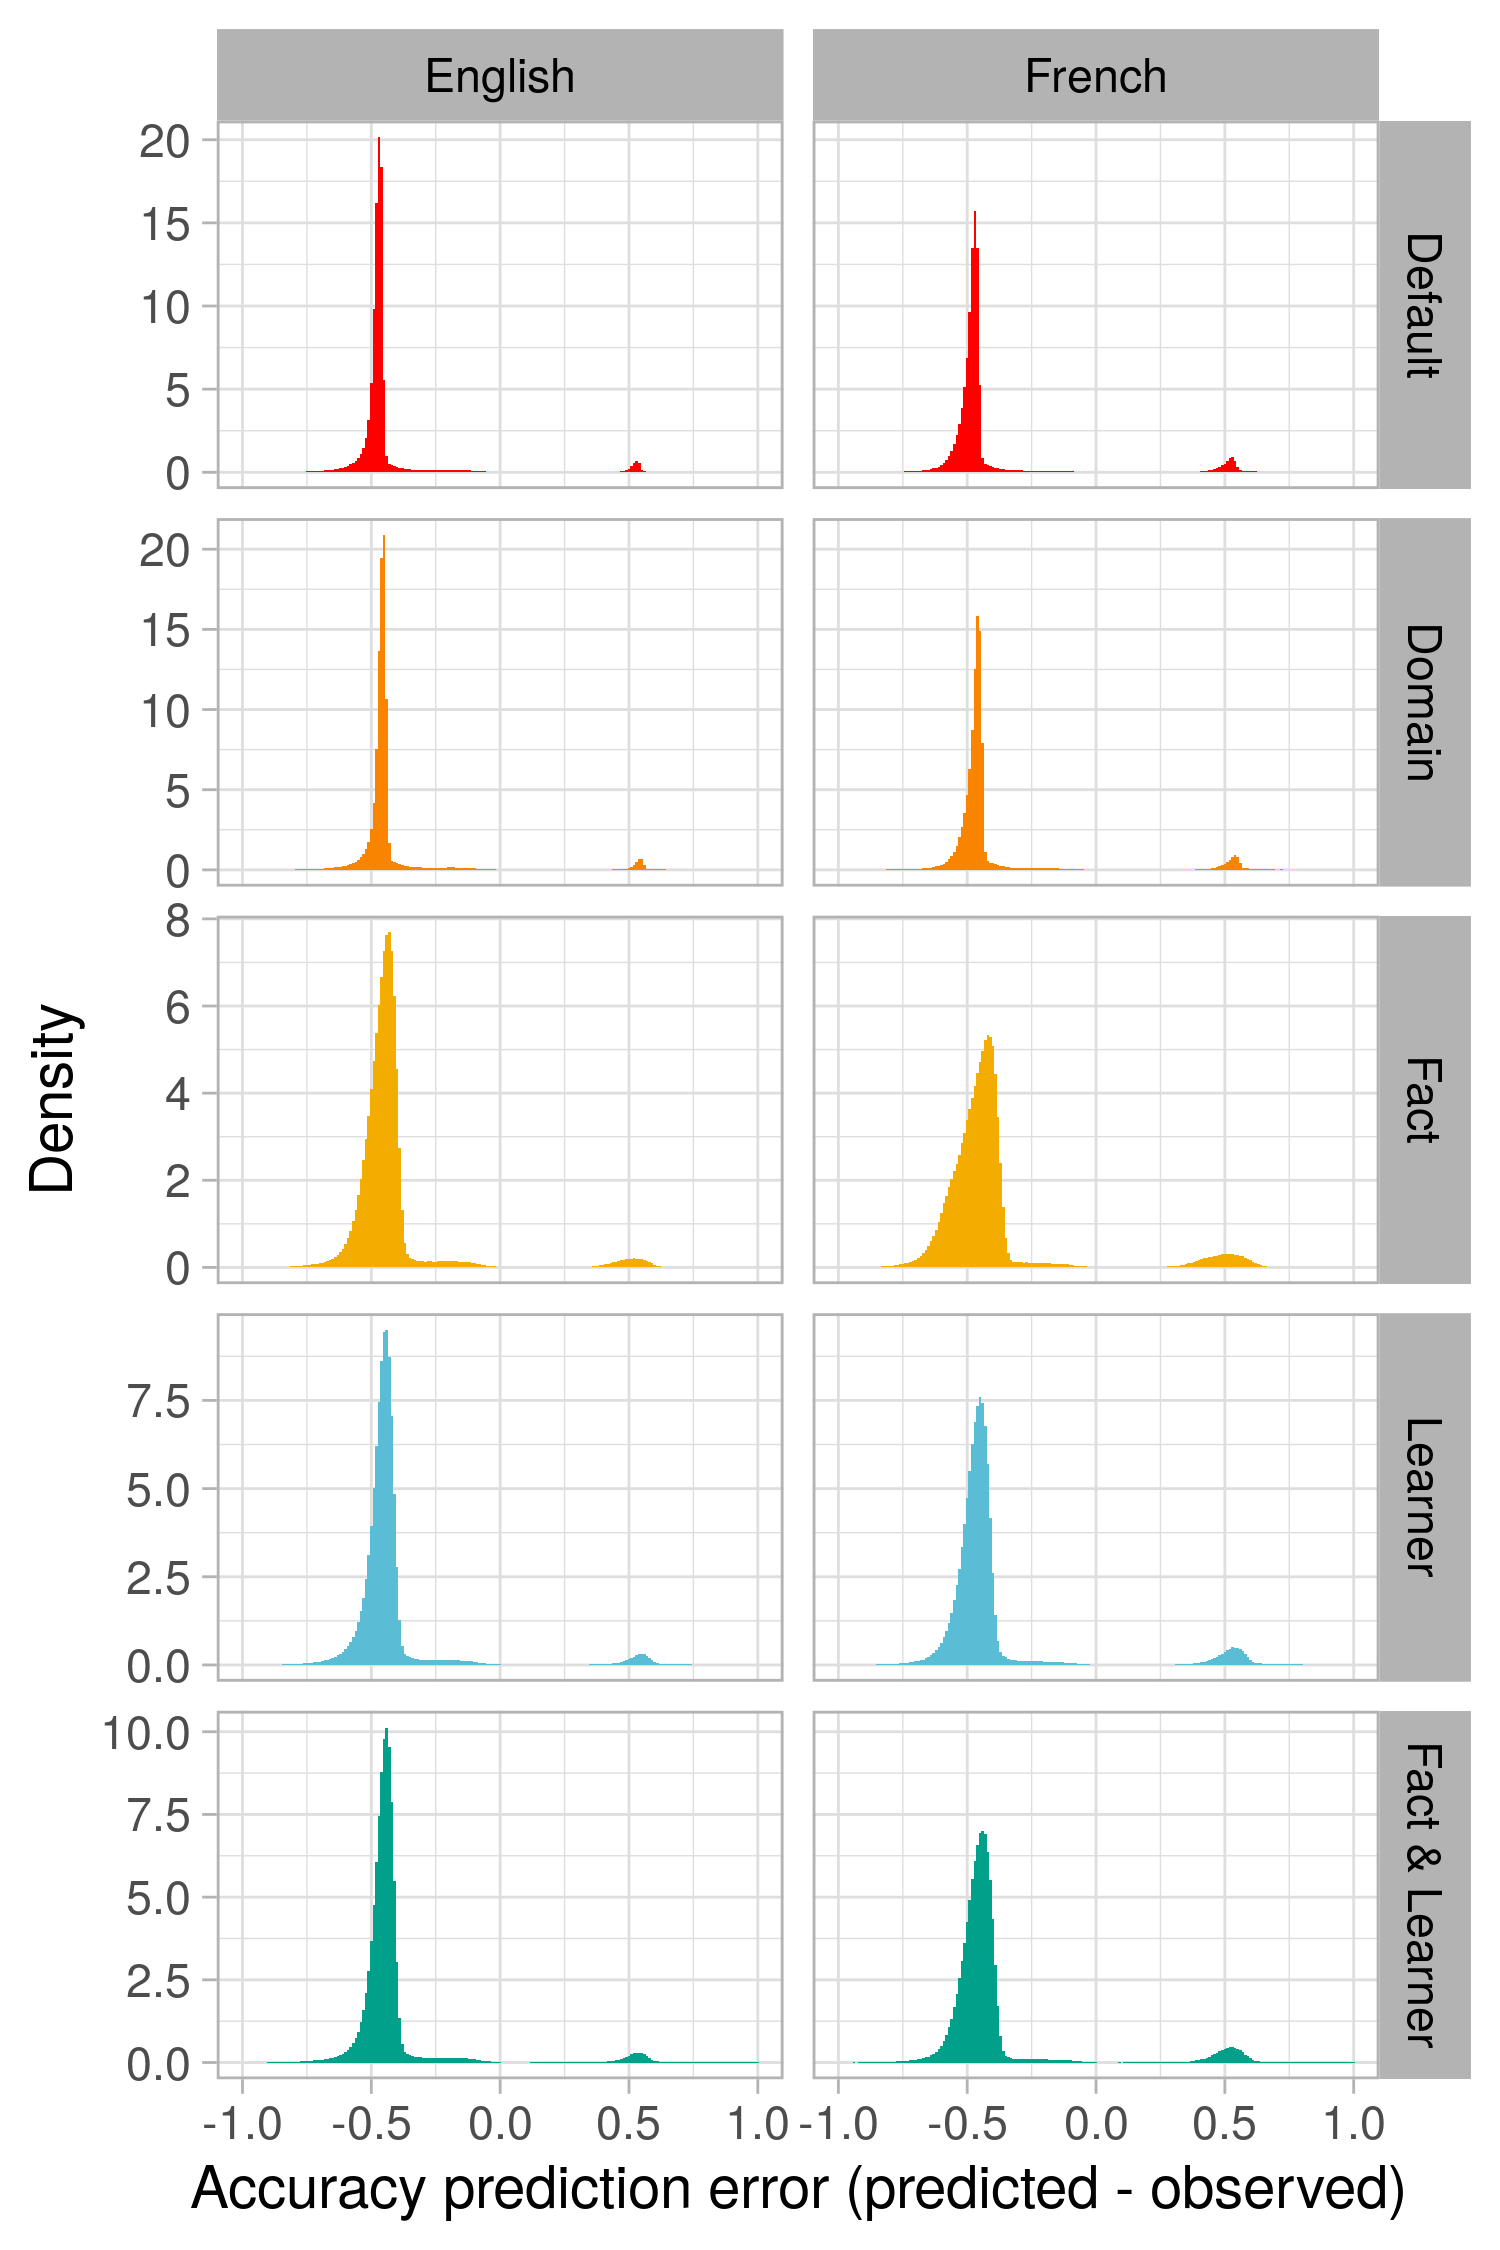 English French
20
15
10
5
0
Default
20
15
10
5
0
Domain
8
6
4
2
0
Fact
7.5
5.0
2.5
0.0
Learner
10.0
7.5
5.0
2.5
0.0
Fact & Learner
Density
-1.0 -0.5 0.0 0.5 1.0 -1.0 -0.5 0.0 0.5 1.0
Accuracy prediction error (predicted - observed)